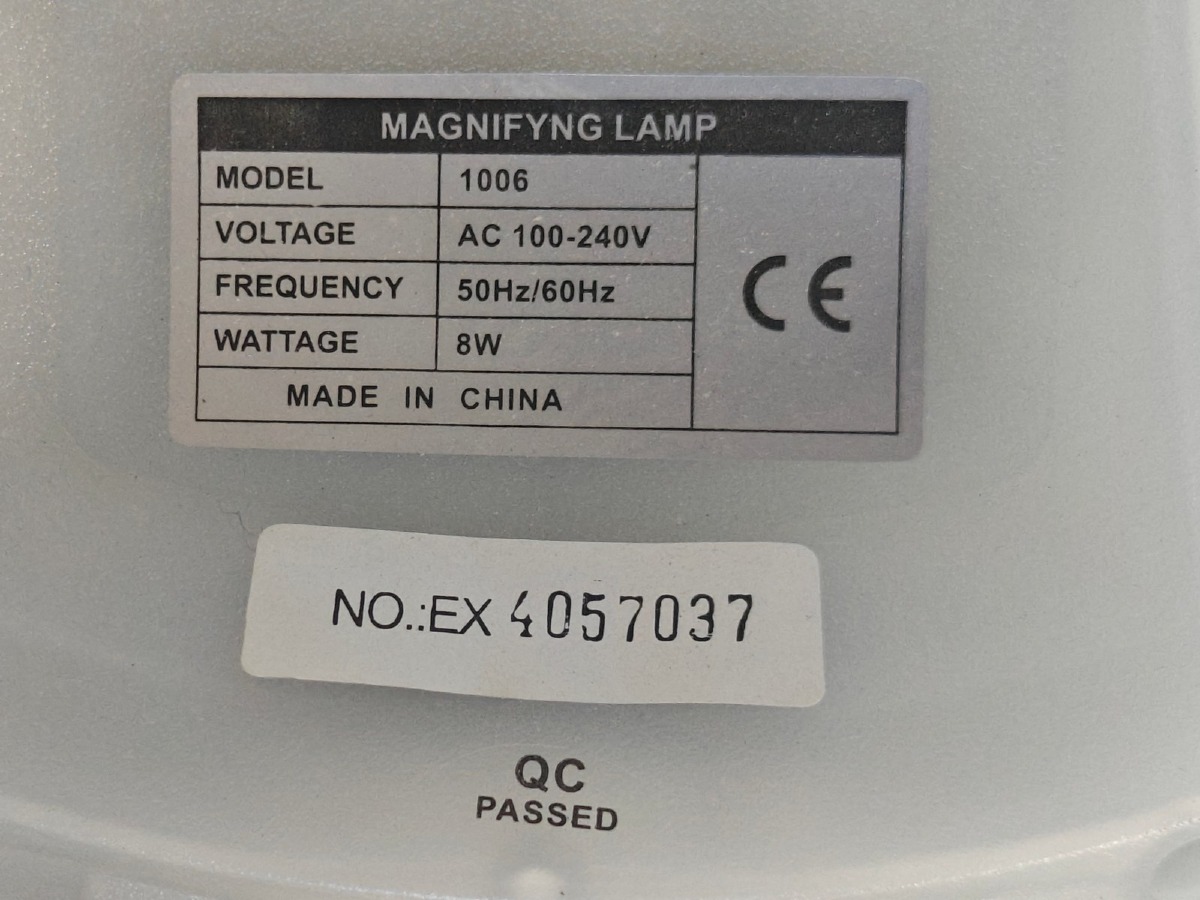 MAGNIFYNG LAMP
MODEL 1006
VOLTAGE AC 100-240V
FREQUENCY 50Hz/60Hz
WATTAGE 8W
MADE IN CHINA
CE
NO.:EX 4057037
QC
PASSED